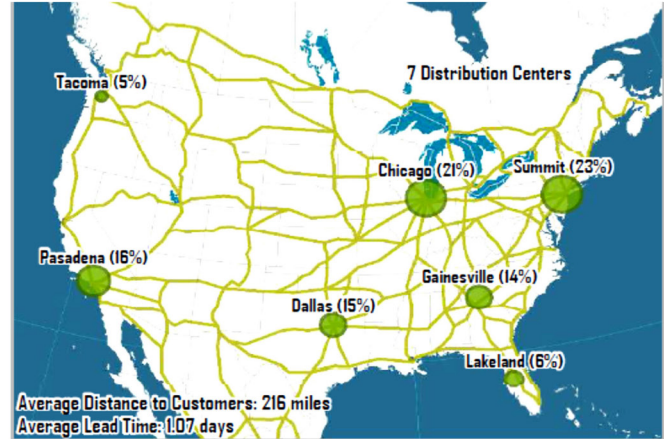 Tacoma (5%)
7 Distribution Centers
Chicago (21%)
Summit (23%)
Pasadena (16%)
Gainesville (14%)
Dallas (15%)
Lakeland (6%)
Average Distance to Customers: 216 miles
Average Lead Time: 1.07 days